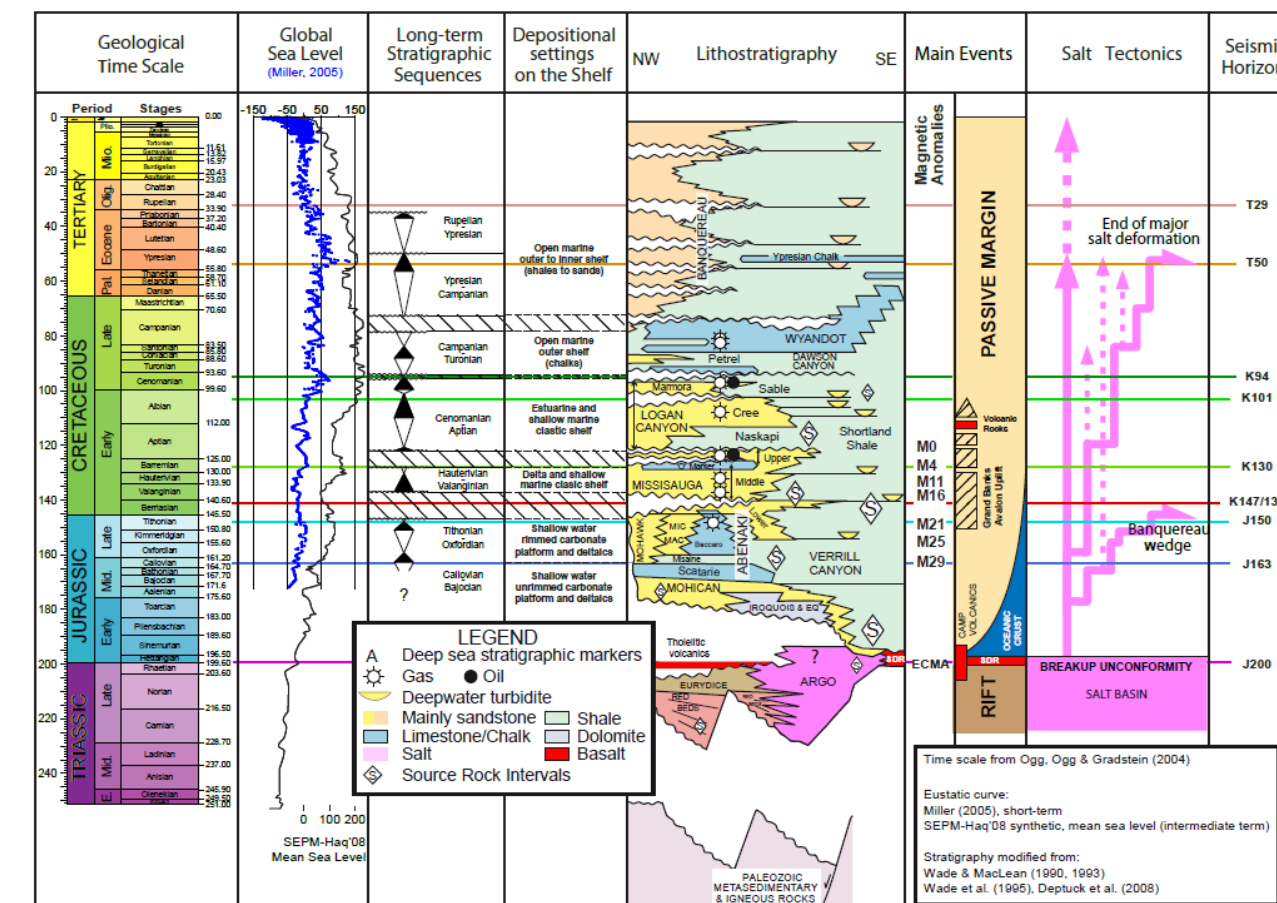 Geological
Time Scale
Global
Sea Level
(Miller, 2005)
Long-term
Stratigraphic
Sequences
Depositional
settings
on the Shelf
NW
Lithostratigraphy
SE
Main Events
Salt Tectonics
Seismi
Horizon
Period
Stages
0
20
40
60
80
100
120
140
160
180
200
220
240
TERTIARY
CRETACEOUS
JURASSIC
TRIASSIC
Plio.
Mio.
Olig.
Eocene
Pal.
Late
Early
Late
Mid.
Early
Late
Mid.
E.
Tortonian
Serravallian
Langhian
Burdigalian
Aquitanian
Chattian
Rupelian
Priabonian
Bartonian
Lutetian
Ypresian
Thanetian
Selandian
Danian
Maastrichtian
Campanian
Santonian
Coniacian
Turonian
Cenomanian
Albian
Aptian
Barremian
Hauterivian
Valanginian
Berriasian
Tithonian
Kimmeridgian
Oxfordian
Callovian
Bathonian
Bajocian
Aalenian
Toarcian
Pliensbachian
Sinemurian
Hettangian
Rhaetian
Norian
Carnian
Ladinian
Anisian
Olenekian
0.00
11.61
13.82
15.97
20.43
23.03
28.40
33.90
37.20
40.40
48.60
55.80
58.70
61.10
65.50
70.60
83.50
85.80
88.60
93.60
99.60
112.00
125.00
130.00
133.90
140.60
145.50
150.80
155.60
161.20
164.70
167.70
171.6
175.60
183.00
189.60
196.50
199.60
203.60
216.50
228.70
237.00
245.90
249.50
251.00
-150 -50 50 150
0 100 200
SEPM-Haq'08
Mean Sea Level
Rupelian
Ypresian
Ypresian
Campanian
Campanian
Turonian
Cenomanian
Aptian
Hauterivian
Valanginian
Tithonian
Oxfordian
Callovian
Bajocian
?
Open marine
outer to inner shelf
(shales to sands)
Open marine
outer shelf
(chalks)
Estuarine and
shallow marine
clastic shelf
Delta and shallow
marine clasic shelf
Shallow water
rimmed carbonate
platform and deltaics
Shallow water
unrimmed carbonate
platform and deltaics
BANQUEREAU
Ypresian Chalk
WYANDOT
Petrel
DAWSON
CANYON
Marmora
Sable
LOGAN
CANYON
Cree
Naskapi
Shortland
Shale
Upper
Marker
MISSISAUGA
Middle
Lower
MOHAWK
MIC
MAC
Baccaro
ABENAKI
Misaine
Scatarie
VERRILL
CANYON
MOHICAN
IROQUOIS & EQ
Tholeiitic
volcanics
?
ARGO
SDR
EURYDICE
RED
BEDS
PALEOZOIC
METASEDIMENTARY
& IGNEOUS ROCKS
LEGEND
A Deep sea stratigraphic markers
Gas Oil
Deepwater turbidite
Mainly sandstone Shale
Limestone/Chalk Dolomite
Salt Basalt
S Source Rock Intervals
Magnetic
Anomalies
M0
M4
M11
M16
M21
M25
M29
ECMA
PASSIVE MARGIN
Volcanic
Rocks
Grand Banks
Avalon Uplift
CAMP
VOLCANICS
OCEANIC
CRUST
SDR
RIFT
End of major
salt deformation
Banquereau
wedge
BREAKUP UNCONFORMITY
SALT BASIN
T29
T50
K94
K101
K130
K147/13
J150
J163
J200
Time scale from Ogg, Ogg & Gradstein (2004)
Eustatic curve:
Miller (2005), short-term
SEPM-Haq'08 synthetic, mean sea level (intermediate term)
Stratigraphy modified from:
Wade & MacLean (1990, 1993)
Wade et al. (1995), Deptuck et al. (2008)